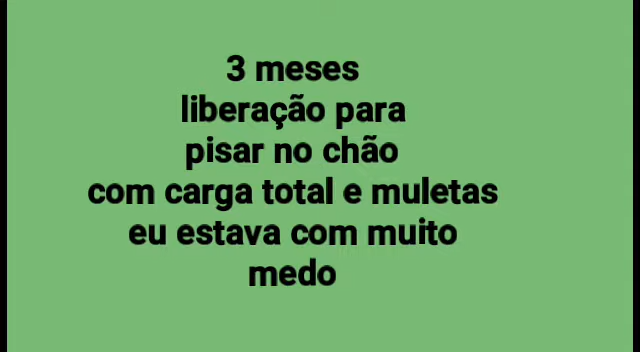 3 meses
liberação para
pisar no chão
com carga total e muletas
eu estava com muito
medo